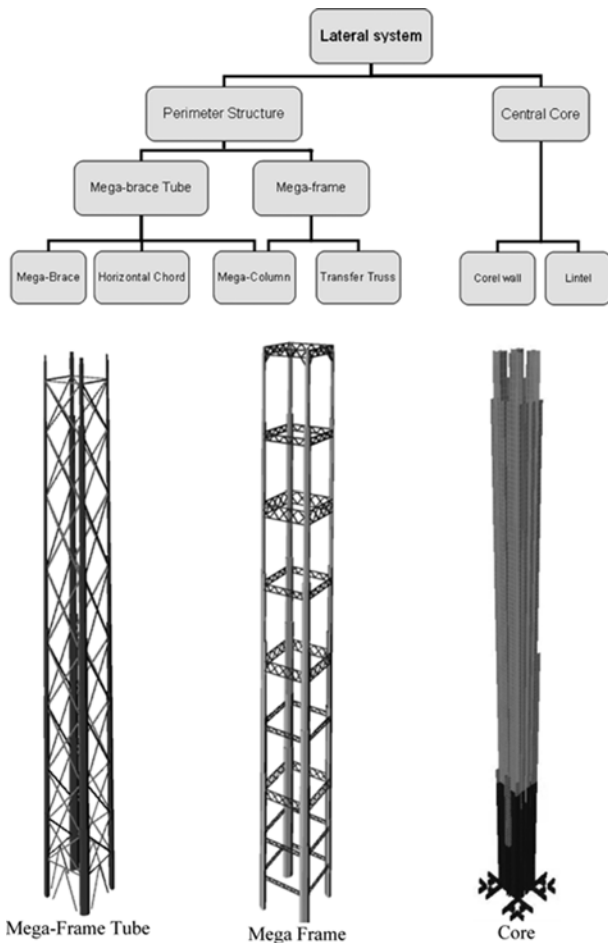 Lateral system
Perimeter Structure
Central Core
Mega-brace Tube
Mega-frame
Mega-Brace
Horizontal Chord
Mega-Column
Transfer Truss
Corel wall
Lintel
Mega-Frame Tube
Mega Frame
Core